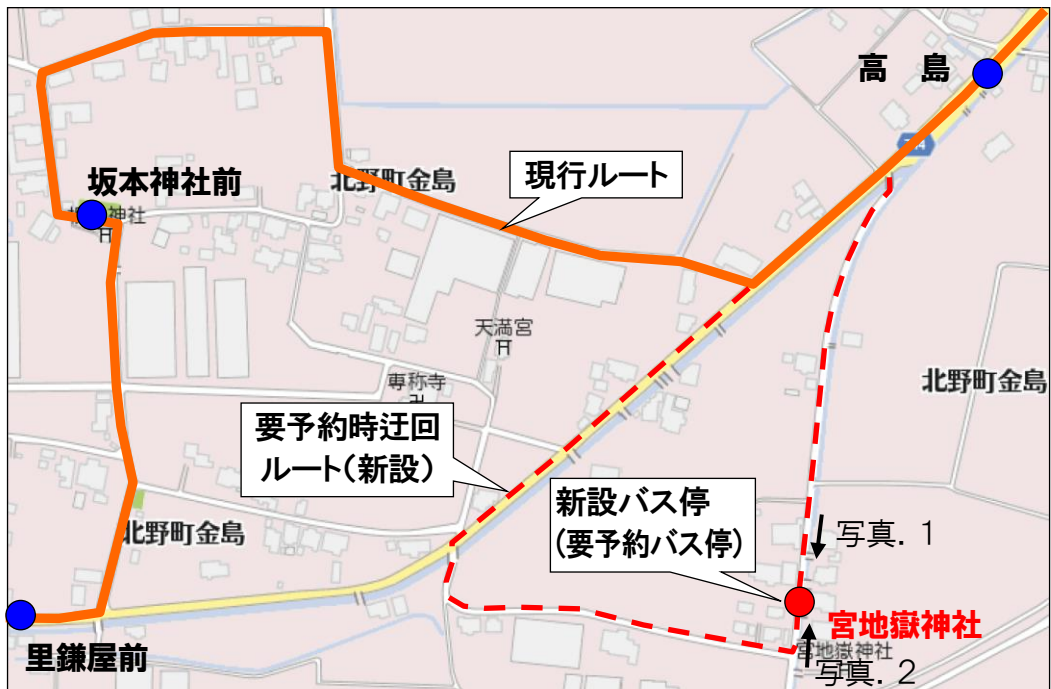 高　島
現行ルート
坂本神社前
北野町金島
神社
天満宮
北野町金島
専称寺
要予約時迂回
ルート(新設)
新設バス停
(要予約バス停)
北野町金島
写真．1
宮地嶽神社
宮地嶽神社
里鎌屋前
写真．2